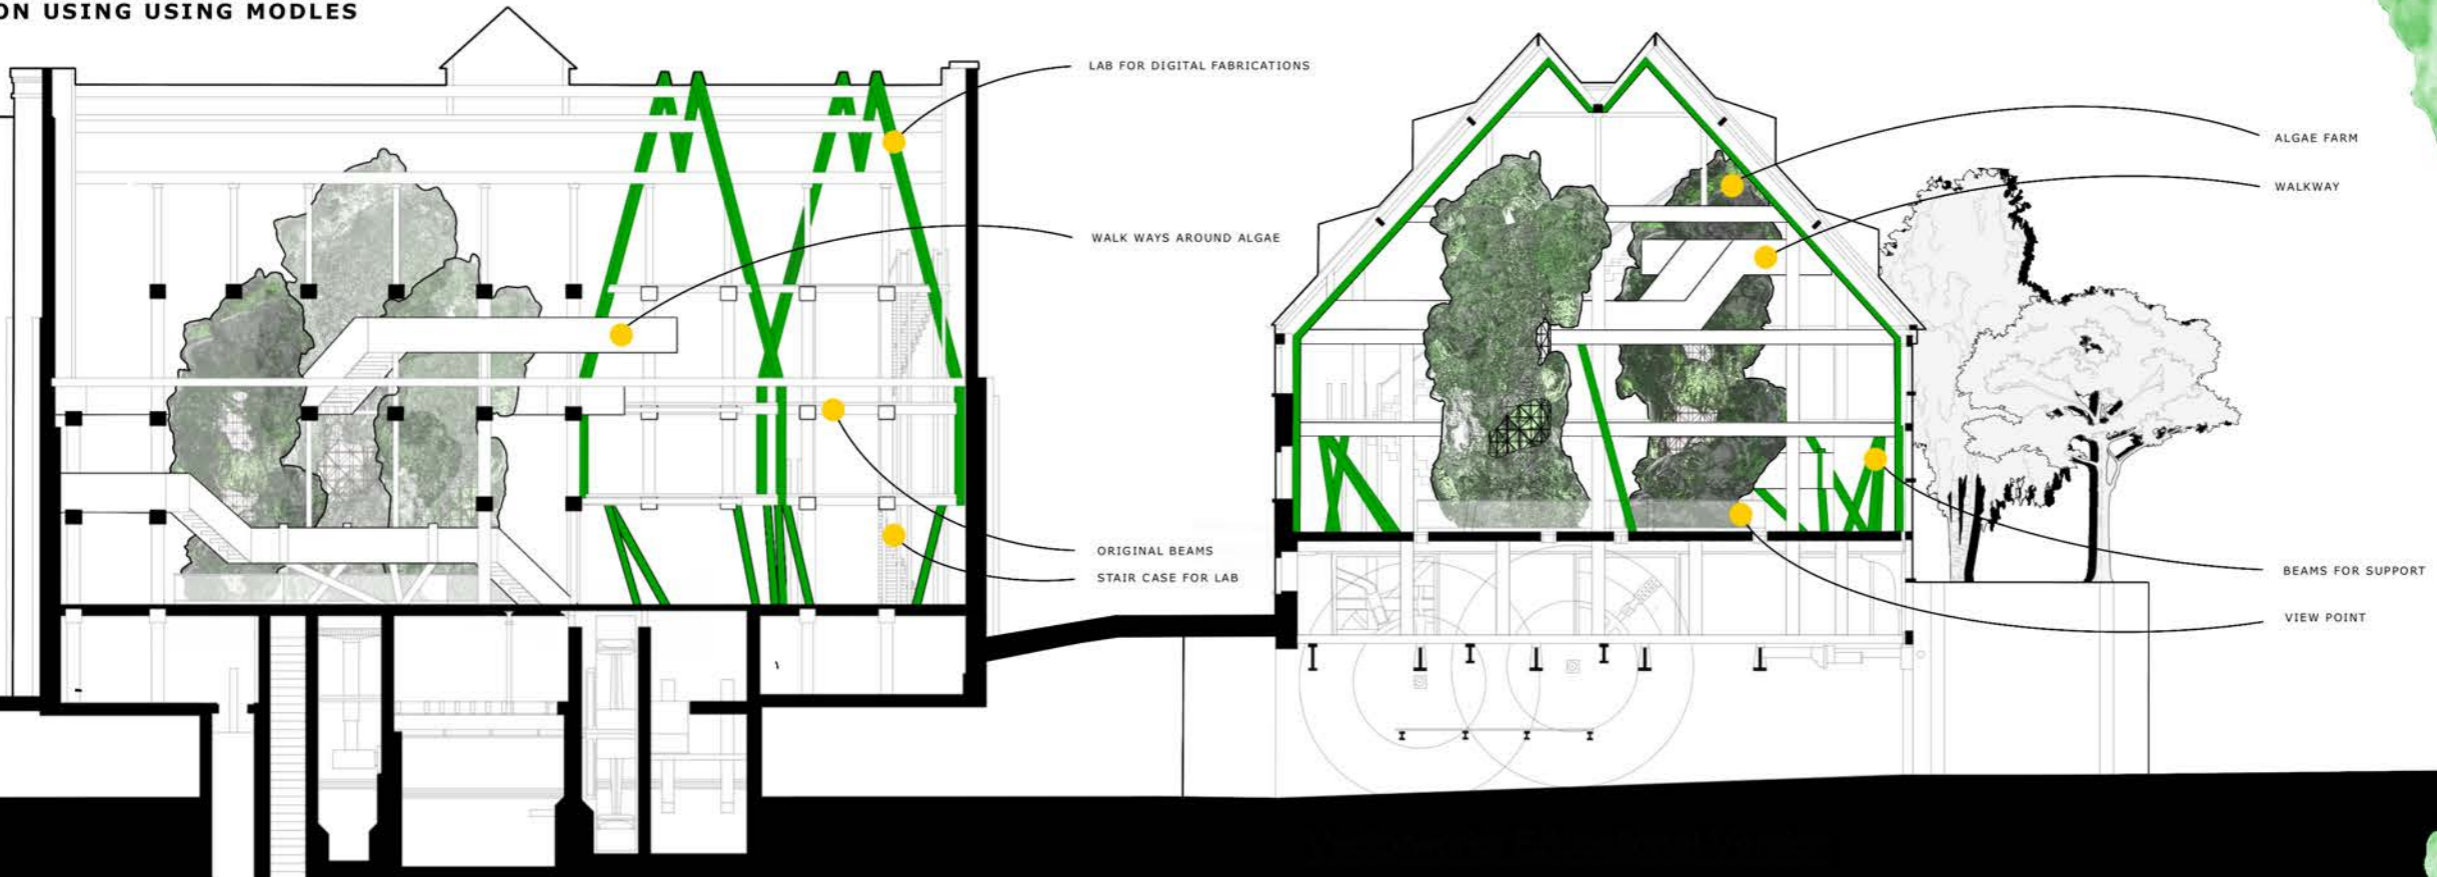 ON USING USING MODLES
LAB FOR DIGITAL FABRICATIONS
WALK WAYS AROUND ALGAE
ORIGINAL BEAMS
STAIR CASE FOR LAB
ALGAE FARM
WALKWAY
BEAMS FOR SUPPORT
VIEW POINT